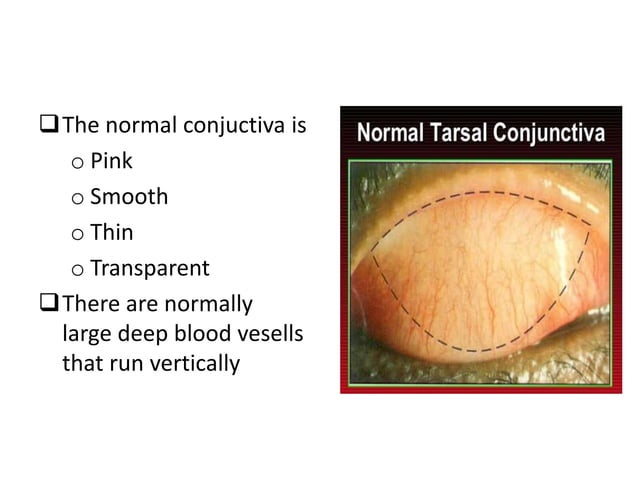 ❑The normal conjuctiva is
o Pink
o Smooth
o Thin
o Transparent
❑There are normally
large deep blood vesells
that run vertically
Normal Tarsal Conjunctiva